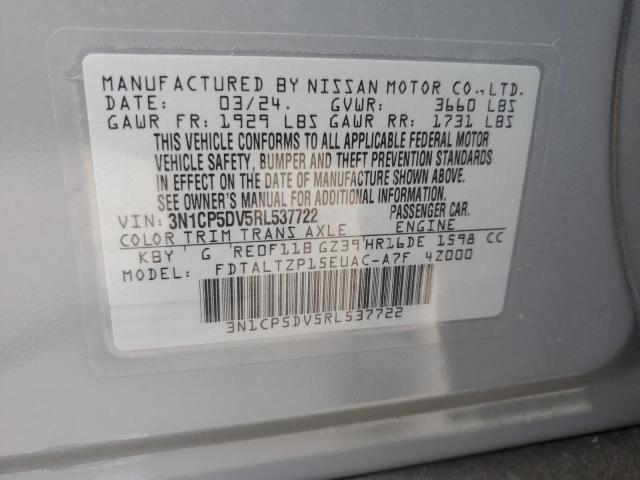 MANUFACTURED BY NISSAN MOTOR CO., LTD.
DATE: 03/24. GVWR: 3660 LBS
GAWR FR: 1929 LBS GAWR RR: 1731 LBS
THIS VEHICLE CONFORMS TO ALL APPLICABLE FEDERAL MOTOR
VEHICLE SAFETY, BUMPER AND THEFT PREVENTION STANDARDS
IN EFFECT ON THE DATE OF MANUFACTURE SHOWN ABOVE.
SEE OWNER'S MANUAL FOR ADDITIONAL INFORMATION.
VIN: 3N1CP5DV5RL537722 PASSENGER CAR.
COLOR TRIM TRANS AXLE ENGINE
KBY G RE0F11B GZ39 HR16DE 1598 CC
MODEL: FDTALTZP15EUAC-A7F 4Z000
3N1CP5DV5RL537722